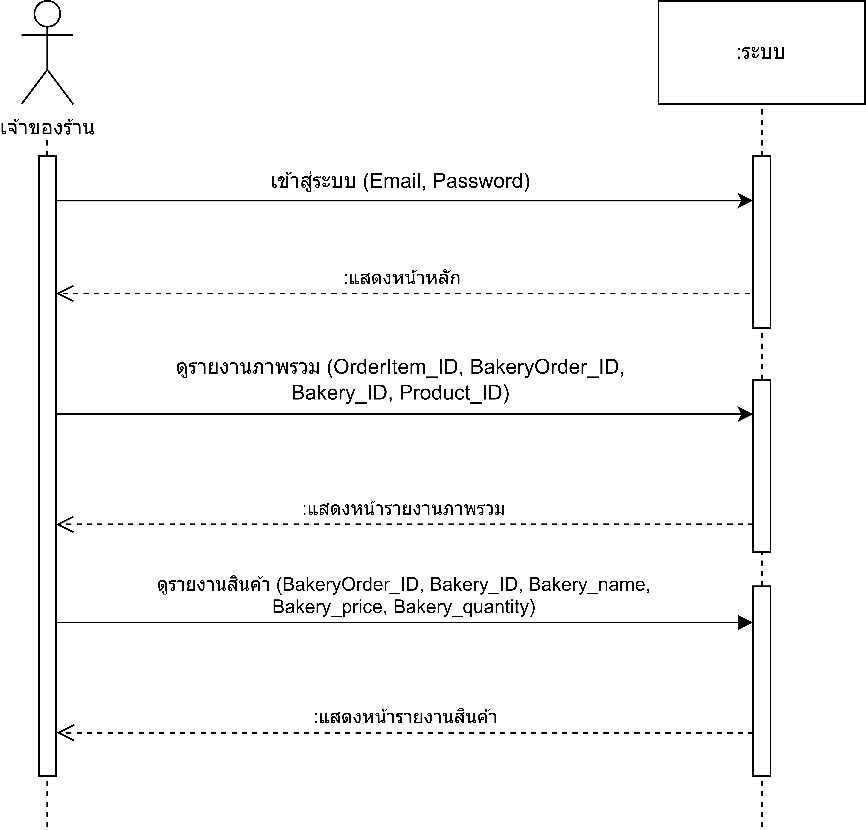 :ระบบ
เจ้าของร้าน
เข้าสู่ระบบ (Email, Password)
:แสดงหน้าหลัก
ดูรายงานภาพรวม (OrderItem_ID, BakeryOrder_ID,
Bakery_ID, Product_ID)
:แสดงหน้ารายงานภาพรวม
ดูรายงานสินค้า (BakeryOrder_ID, Bakery_ID, Bakery_name,
Bakery_price, Bakery_quantity)
:แสดงหน้ารายงานสินค้า